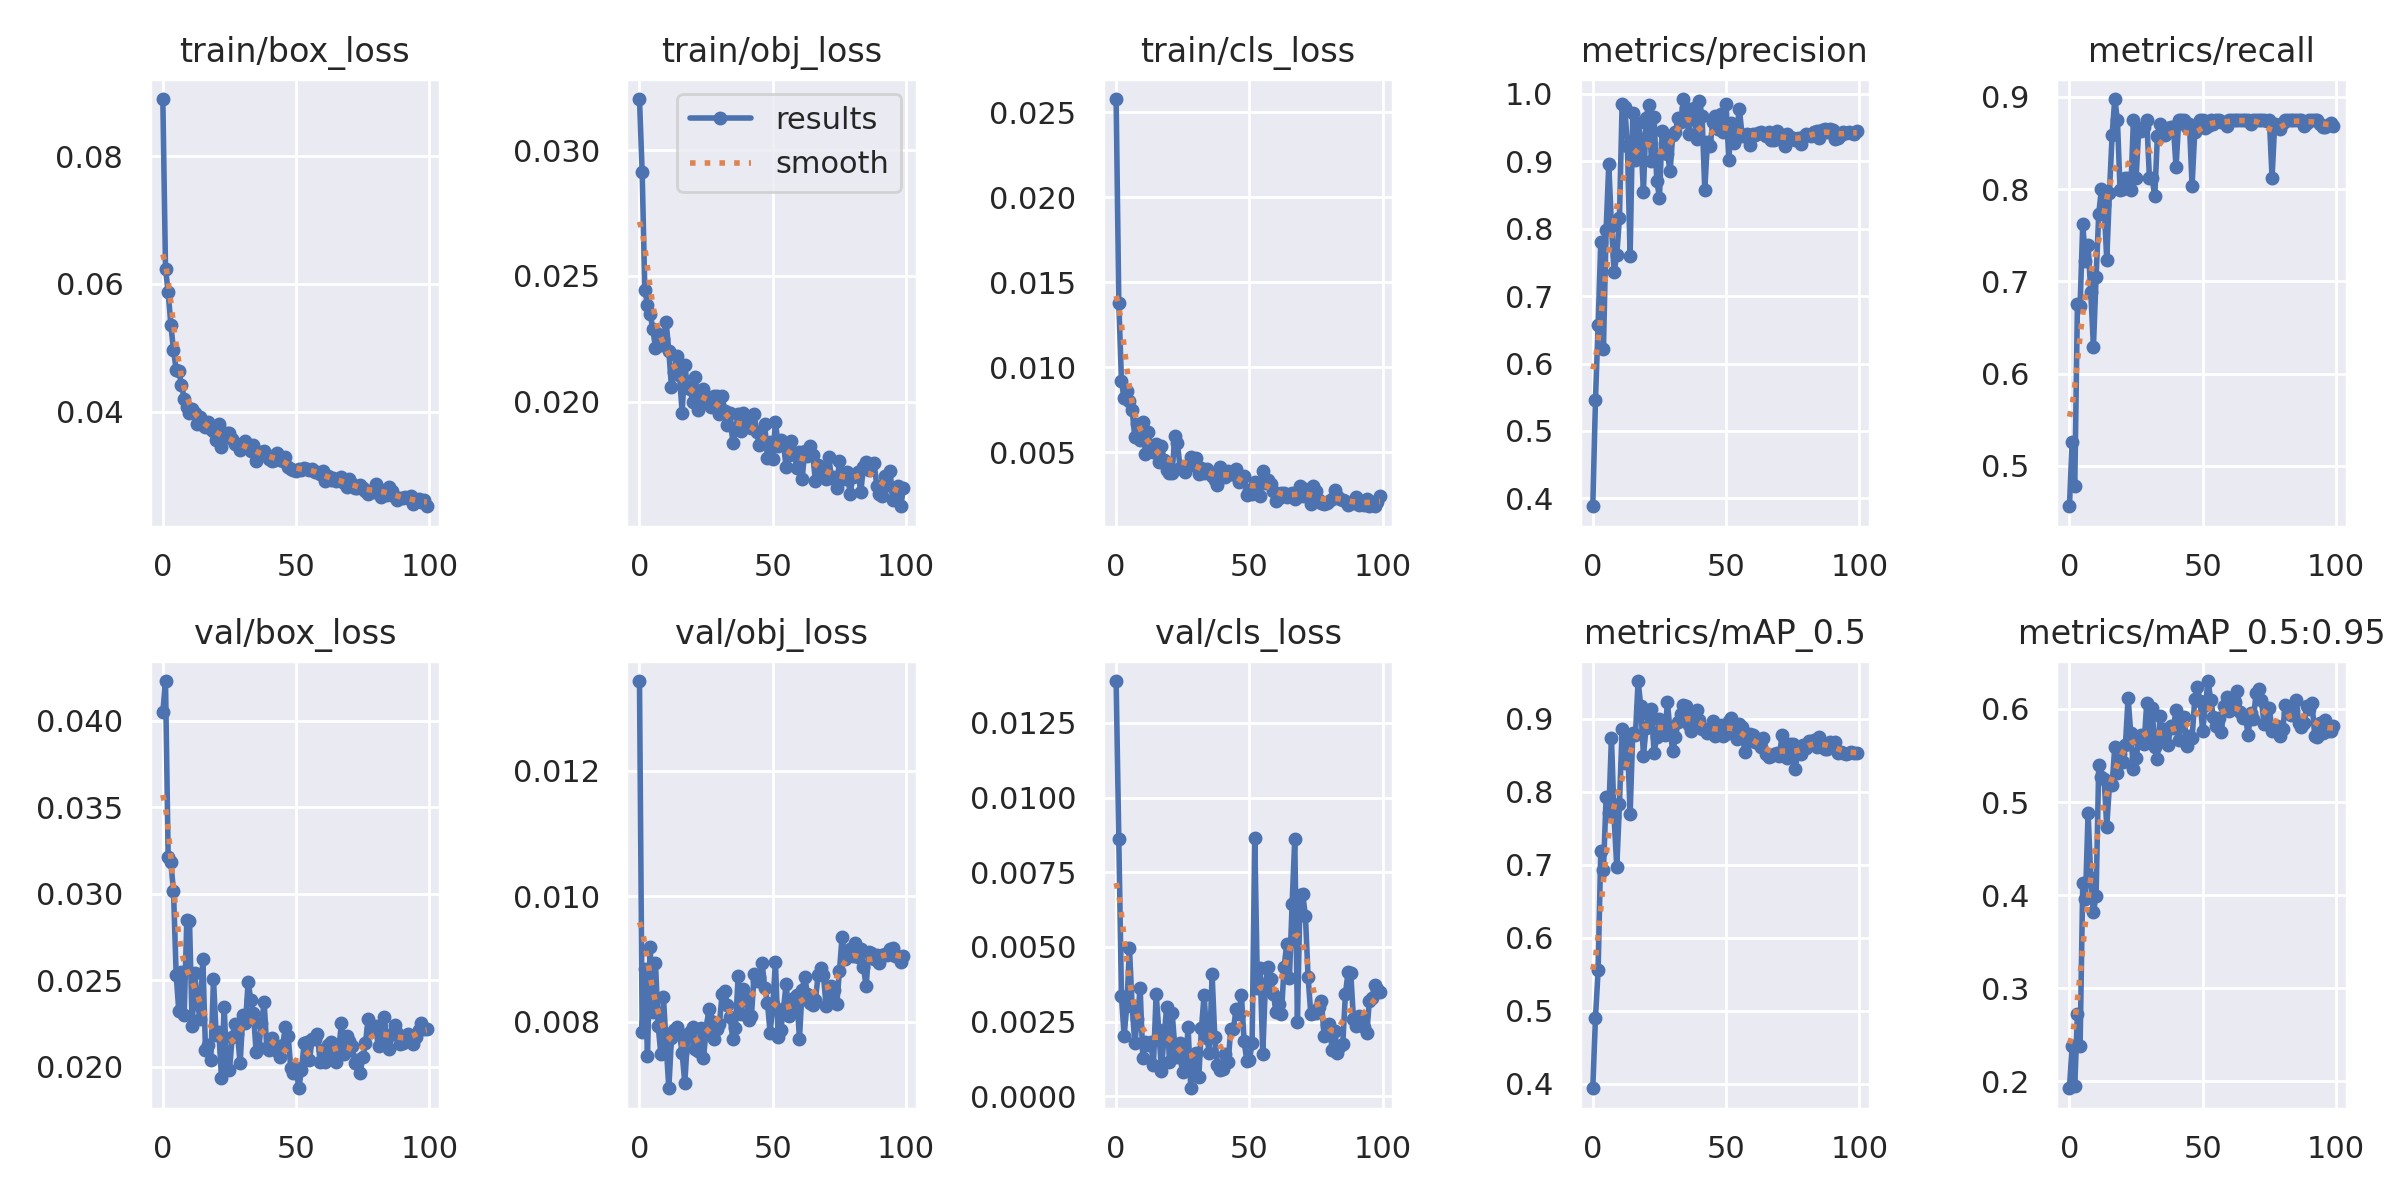 train/box_loss
0.08
0.06
0.04
0 50 100
train/obj_loss
results
smooth
0.030
0.025
0.020
0 50 100
train/cls_loss
0.025
0.020
0.015
0.010
0.005
0 50 100
metrics/precision
1.0
0.9
0.8
0.7
0.6
0.5
0.4
0 50 100
metrics/recall
0.9
0.8
0.7
0.6
0.5
0 50 100
val/box_loss
0.040
0.035
0.030
0.025
0.020
0 50 100
val/obj_loss
0.012
0.010
0.008
0 50 100
val/cls_loss
0.0125
0.0100
0.0075
0.0050
0.0025
0.0000
0 50 100
metrics/mAP_0.5
0.9
0.8
0.7
0.6
0.5
0.4
0 50 100
metrics/mAP_0.5:0.95
0.6
0.5
0.4
0.3
0.2
0 50 100